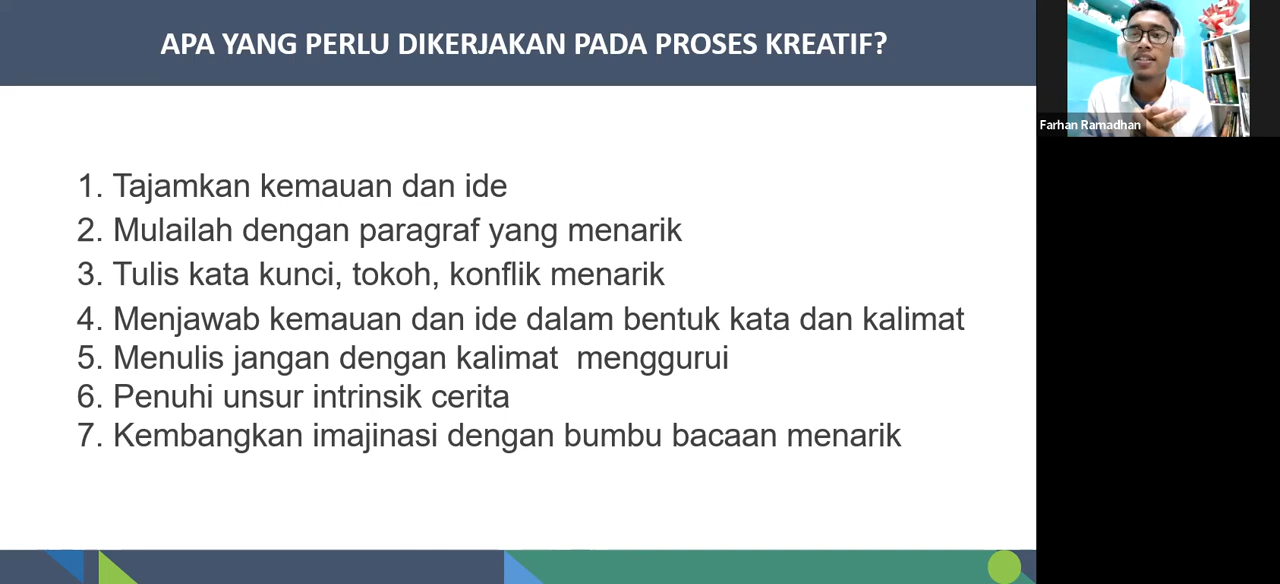 APA YANG PERLU DIKERJAKAN PADA PROSES KREATIF?
Farhan Ramadhan
1. Tajamkan kemauan dan ide
2. Mulailah dengan paragraf yang menarik
3. Tulis kata kunci, tokoh, konflik menarik
4. Menjawab kemauan dan ide dalam bentuk kata dan kalimat
5. Menulis jangan dengan kalimat  menggurui
6. Penuhi unsur intrinsik cerita
7. Kembangkan imajinasi dengan bumbu bacaan menarik